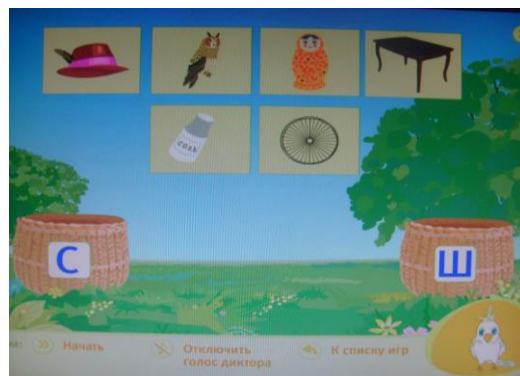 соль
С
Ш
Начать
Отключить
голос диктора
К списку игр